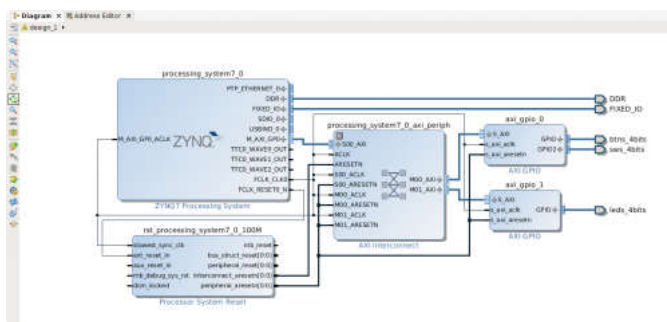 Diagram
Address Editor
design_1
processing_system7_0
PTP_ETHERNET_0
DDR
FIXED_IO
SDIO_0
USBIND_0
M_AXI_GP0_ACLK
M_AXI_GP0
TTC0_WAVE0_OUT
TTC0_WAVE1_OUT
TTC0_WAVE2_OUT
FCLK_CLK0
FCLK_RESET0_N
ZYNQ
ZYNQ7 Processing System
rst_processing_system7_0_100M
slowest_sync_clk
ext_reset_in
aux_reset_in
mb_debug_sys_rst
dcm_locked
mb_reset
bus_struct_reset[0:0]
peripheral_reset[0:0]
interconnect_aresetn[0:0]
peripheral_aresetn[0:0]
Processor System Reset
processing_system7_0_axi_periph
S00_AXI
ACLK
ARESETN
S00_ACLK
S00_ARESETN
M00_ACLK
M00_ARESETN
M01_ACLK
M01_ARESETN
M00_AXI
M01_AXI
AXI Interconnect
axi_gpio_0
S_AXI
s_axi_aclk
s_axi_aresetn
GPIO
GPIO2
AXI GPIO
axi_gpio_1
S_AXI
s_axi_aclk
s_axi_aresetn
GPIO
AXI GPIO
DDR
FIXED_IO
btns_4bits
sws_4bits
leds_4bits